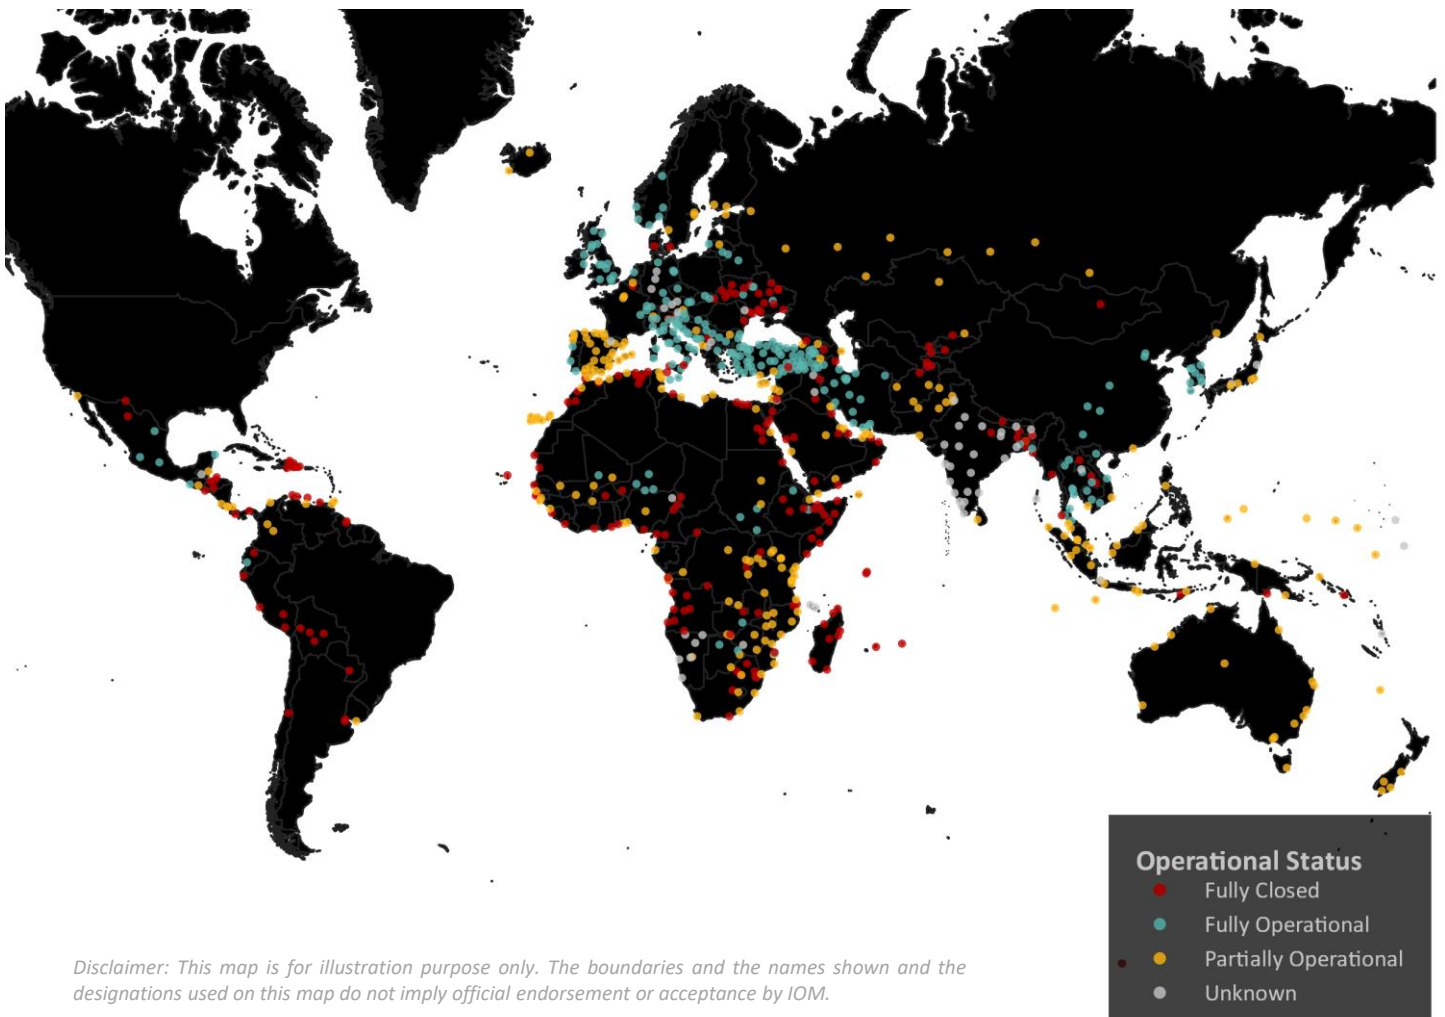 Operational Status
Fully Closed
Fully Operational
Partially Operational
Unknown
Disclaimer: This map is for illustration purpose only. The boundaries and the names shown and the
designations used on this map do not imply official endorsement or acceptance by IOM.